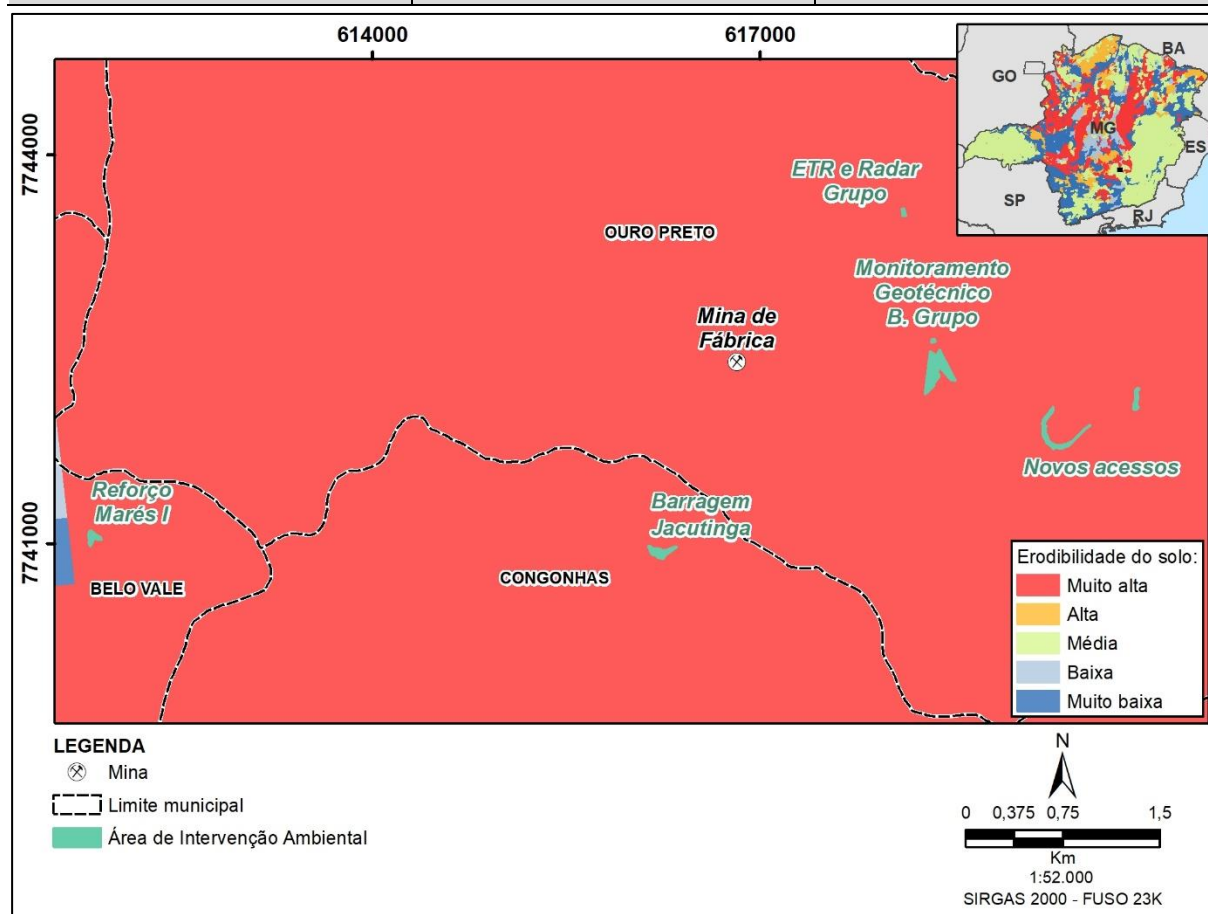 614000
617000
7744000
7741000
GO
BA
MG
ES
SP
RJ
ETR e Radar
Grupo
OURO PRETO
Monitoramento
Geotécnico
B. Grupo
Mina de
Fábrica
Novos acessos
Reforço
Marés I
Barragem
Jacutinga
BELO VALE
CONGONHAS
Erodibilidade do solo:
Muito alta
Alta
Média
Baixa
Muito baixa
LEGENDA
Mina
Limite municipal
Área de Intervenção Ambiental
N
0 0,375 0,75 1,5
Km
1:52.000
SIRGAS 2000 - FUSO 23K